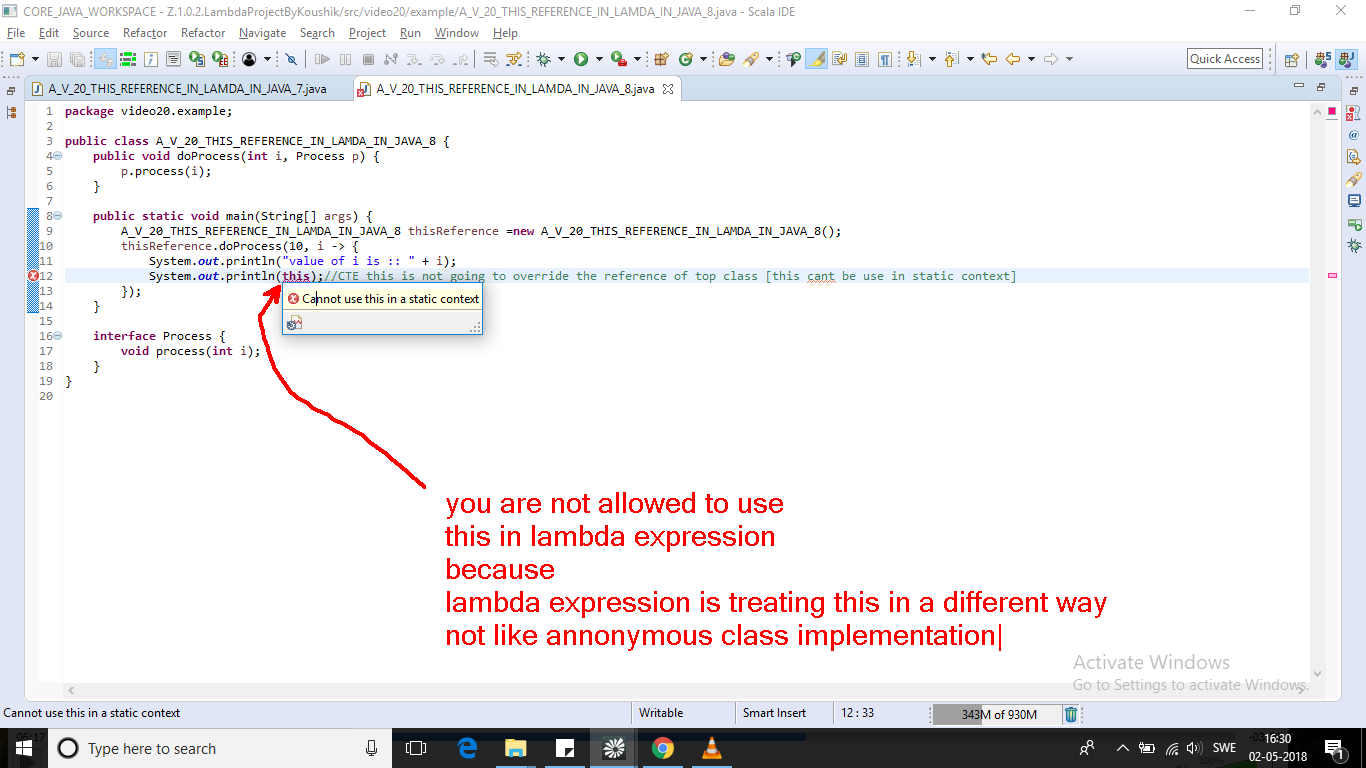 CORE_JAVA_WORKSPACE - Z.1.0.2.LambdaProjectByKoushik/src/video20/example/A_V_20_THIS_REFERENCE_IN_LAMDA_IN_JAVA_8.java - Scala IDE
File Edit Source Refactor Refactor Navigate Search Project Run Window Help
Quick Access
A_V_20_THIS_REFERENCE_IN_LAMDA_IN_JAVA_7.java A_V_20_THIS_REFERENCE_IN_LAMDA_IN_JAVA_8.java
1 package video20.example;
2
3 public class A_V_20_THIS_REFERENCE_IN_LAMDA_IN_JAVA_8 {
4 public void doProcess(int i, Process p) {
5 p.process(i);
6 }
7
8 public static void main(String[] args) {
9 A_V_20_THIS_REFERENCE_IN_LAMDA_IN_JAVA_8 thisReference =new A_V_20_THIS_REFERENCE_IN_LAMDA_IN_JAVA_8();
10 thisReference.doProcess(10, i -> {
11 System.out.println("value of i is :: " + i);
12 System.out.println(this);//CTE this is not going to override the reference of top class [this cant be use in static context]
13 });
Cannot use this in a static context
14 }
15
16 interface Process {
17 void process(int i);
18 }
19 }
20
you are not allowed to use
this in lambda expression
because
lambda expression is treating this in a different way
not like annonymous class implementation
Activate Windows
Go to Settings to activate Windows.
Cannot use this in a static context Writable Smart Insert 12 : 33 343M of 930M
Type here to search
SWE
16:30
02-05-2018
1